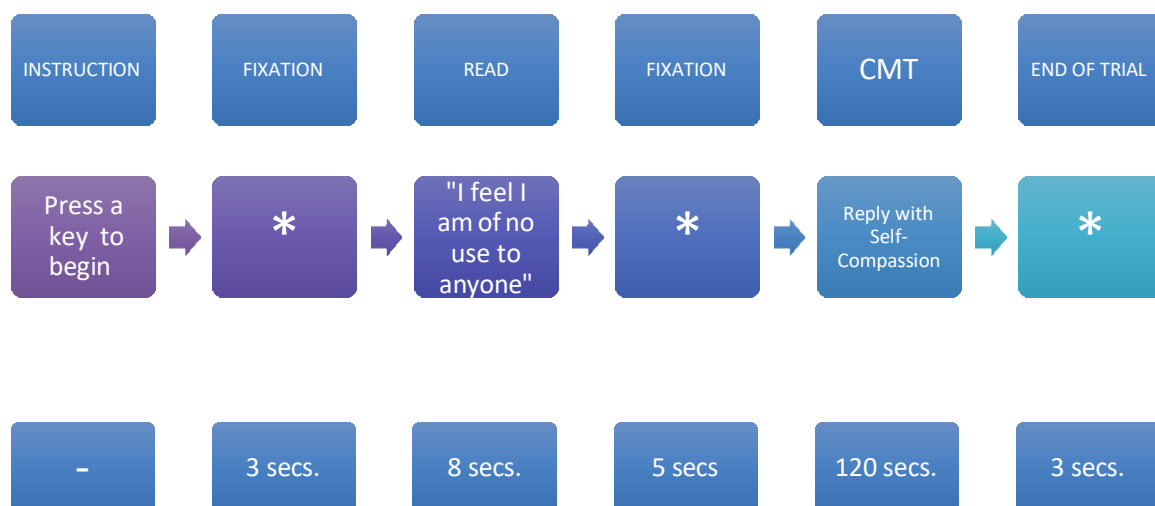 INSTRUCTION
FIXATION
READ
FIXATION
CMT
END OF TRIAL
Press a
key to
begin
*
"I feel I
am of no
use to
anyone"
*
Reply with
Self-
Compassion
*
-
3 secs.
8 secs.
5 secs
120 secs.
3 secs.